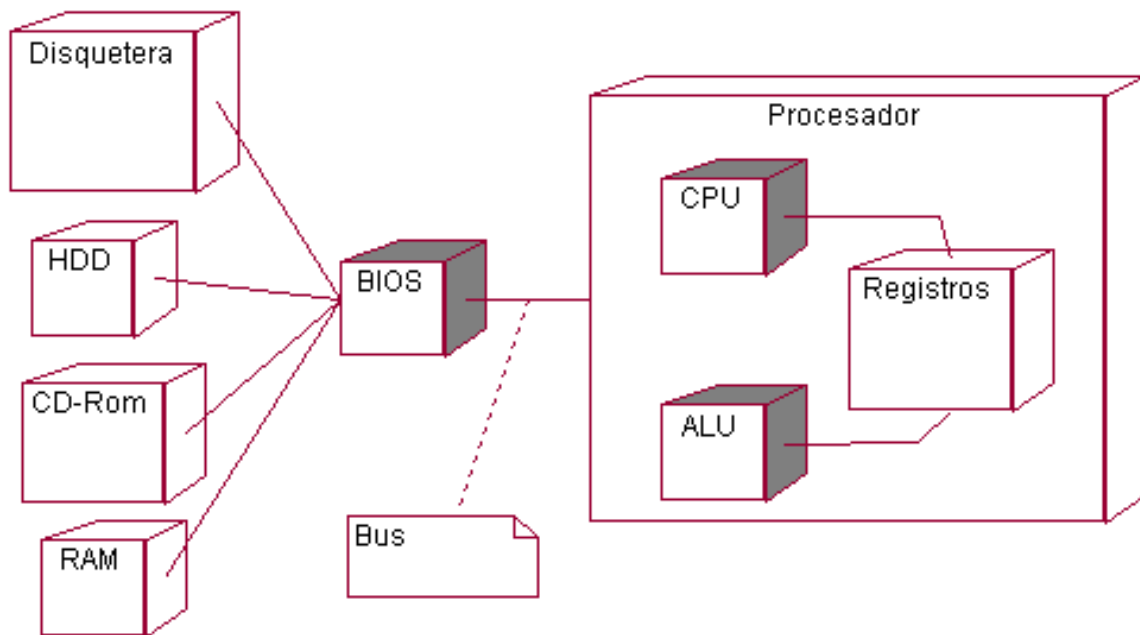 Disquetera
Procesador
CPU
HDD
BIOS
Registros
CD-Rom
ALU
Bus
RAM